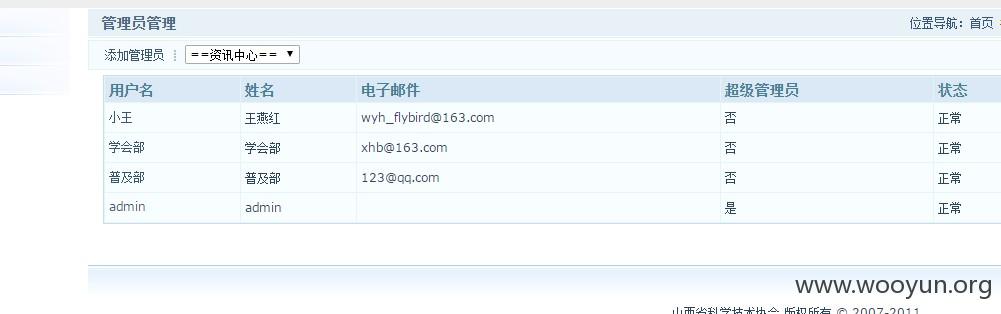 管理员管理 位置导航：首页
添加管理员 ==资讯中心==
用户名 姓名 电子邮件 超级管理员 状态
小王 王燕红 wyh_flybird@163.com 否 正常
学会部 学会部 xhb@163.com 否 正常
普及部 普及部 123@qq.com 否 正常
admin admin 是 正常
www.wooyun.org
山西省科学技术协会 版权所有 © 2007-2011